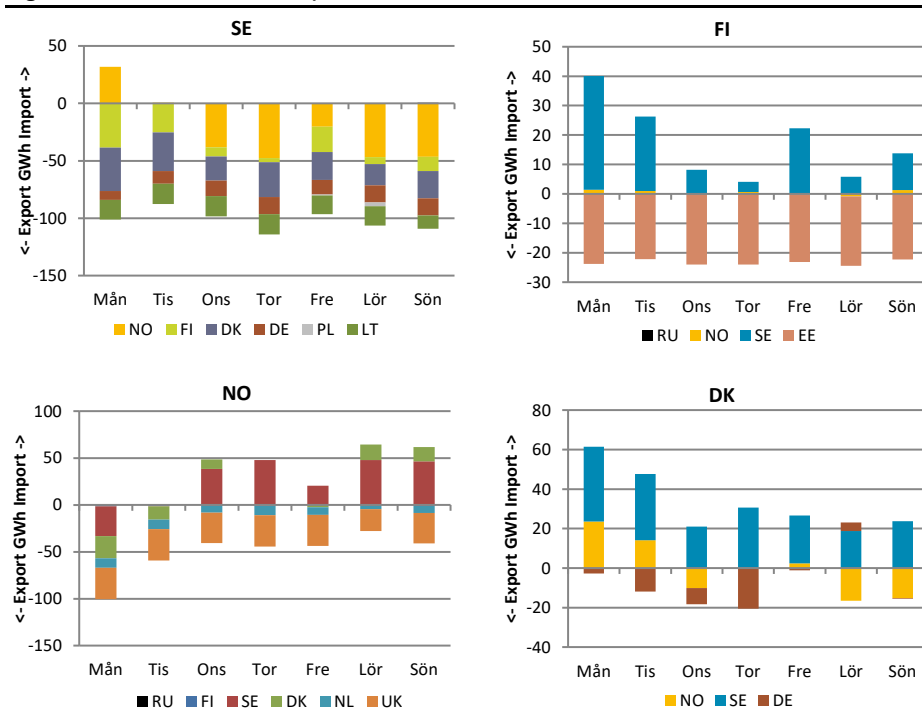 SE
<- Export GWh Import ->
50
0
-50
-100
-150
Mån Tis Ons Tor Fre Lör Sön
NO FI DK DE PL LT
FI
<- Export GWh Import ->
50
40
30
20
10
0
-10
-20
-30
Mån Tis Ons Tor Fre Lör Sön
RU NO SE EE
NO
<- Export GWh Import ->
100
50
0
-50
-100
-150
Mån Tis Ons Tor Fre Lör Sön
RU FI SE DK NL UK
DK
<- Export GWh Import ->
80
60
40
20
0
-20
-40
Mån Tis Ons Tor Fre Lör Sön
NO SE DE